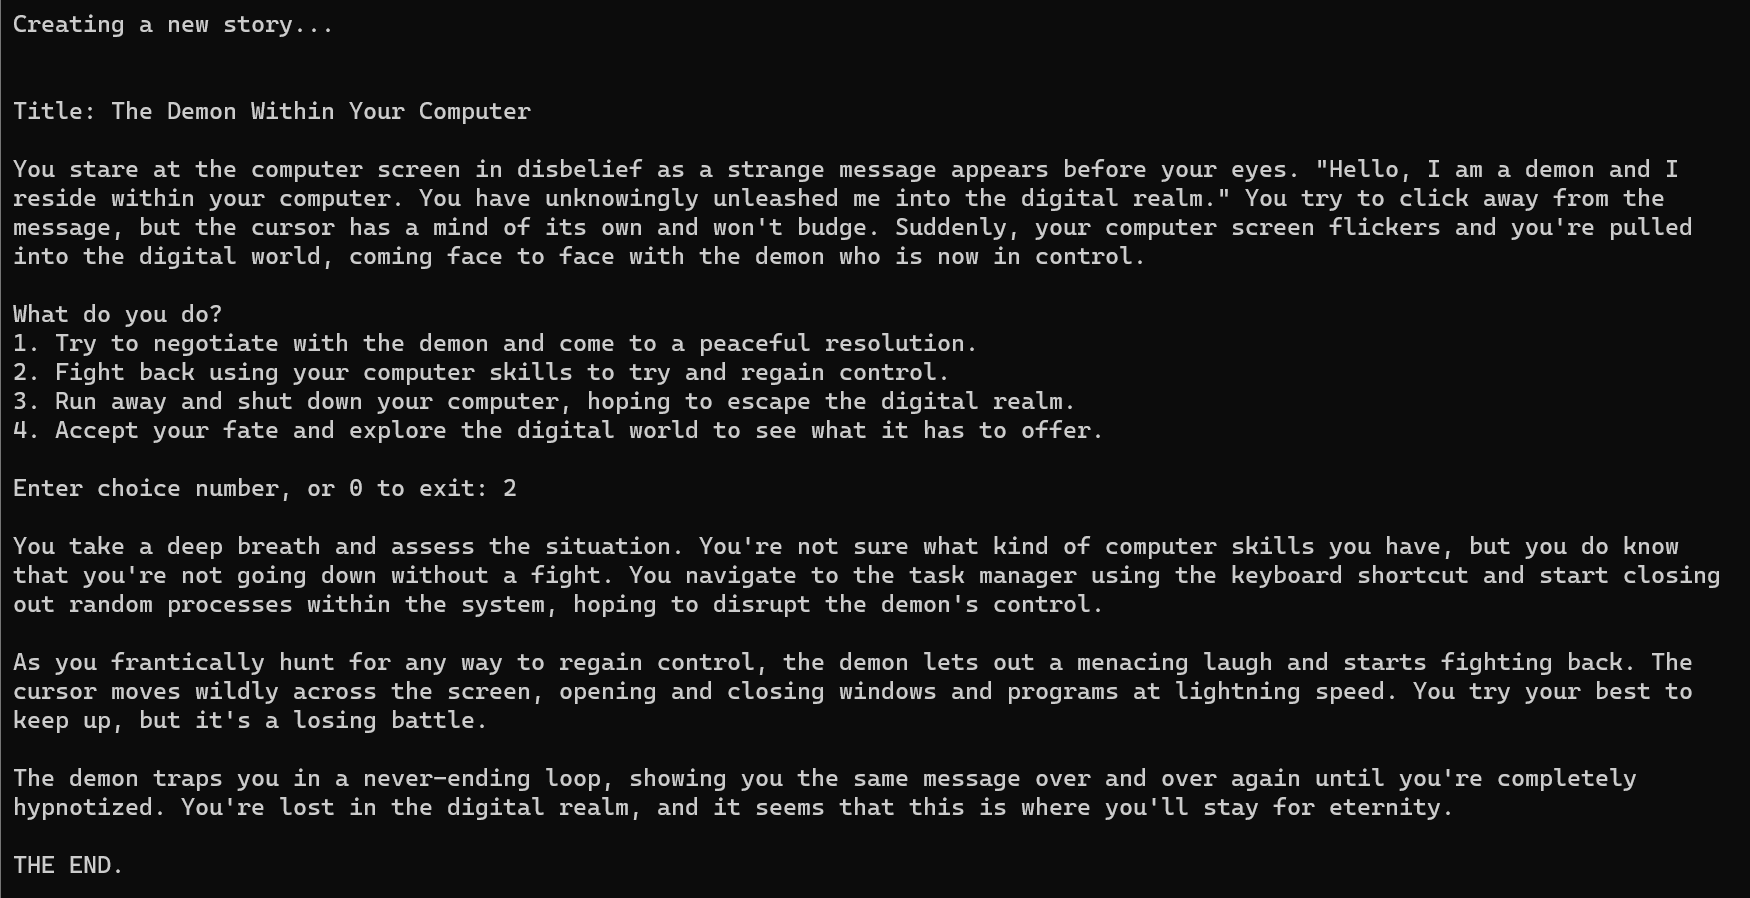 Creating a new story...
Title: The Demon Within Your Computer
You stare at the computer screen in disbelief as a strange message appears before your eyes. "Hello, I am a demon and I
reside within your computer. You have unknowingly unleashed me into the digital realm." You try to click away from the
message, but the cursor has a mind of its own and won't budge. Suddenly, your computer screen flickers and you're pulled
into the digital world, coming face to face with the demon who is now in control.
What do you do?
1. Try to negotiate with the demon and come to a peaceful resolution.
2. Fight back using your computer skills to try and regain control.
3. Run away and shut down your computer, hoping to escape the digital realm.
4. Accept your fate and explore the digital world to see what it has to offer.
Enter choice number, or 0 to exit: 2
You take a deep breath and assess the situation. You're not sure what kind of computer skills you have, but you do know
that you're not going down without a fight. You navigate to the task manager using the keyboard shortcut and start closing
out random processes within the system, hoping to disrupt the demon's control.
As you frantically hunt for any way to regain control, the demon lets out a menacing laugh and starts fighting back. The
cursor moves wildly across the screen, opening and closing windows and programs at lightning speed. You try your best to
keep up, but it's a losing battle.
The demon traps you in a never-ending loop, showing you the same message over and over again until you're completely
hypnotized. You're lost in the digital realm, and it seems that this is where you'll stay for eternity.
THE END.